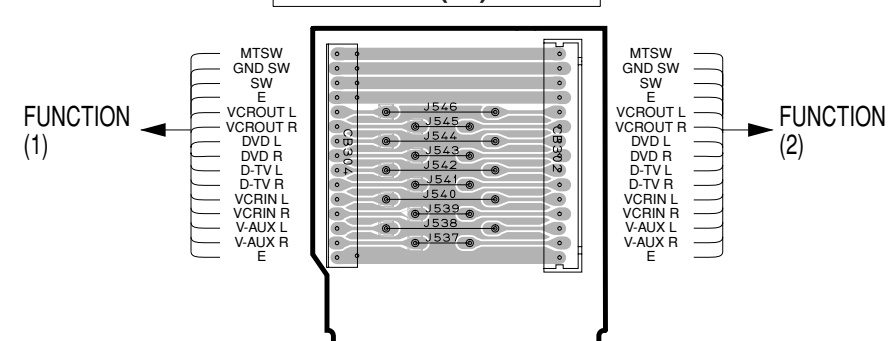 MTSW
GND SW
SW
E
VCROUT L
VCROUT R
DVD L
DVD R
D-TV L
D-TV R
VCRIN L
VCRIN R
V-AUX L
V-AUX R
E
FUNCTION
(1)
CB304
J546
J545
J544
J543
J542
J541
J540
J539
J538
J537
CB302
MTSW
GND SW
SW
E
VCROUT L
VCROUT R
DVD L
DVD R
D-TV L
D-TV R
VCRIN L
VCRIN R
V-AUX L
V-AUX R
E
FUNCTION
(2)